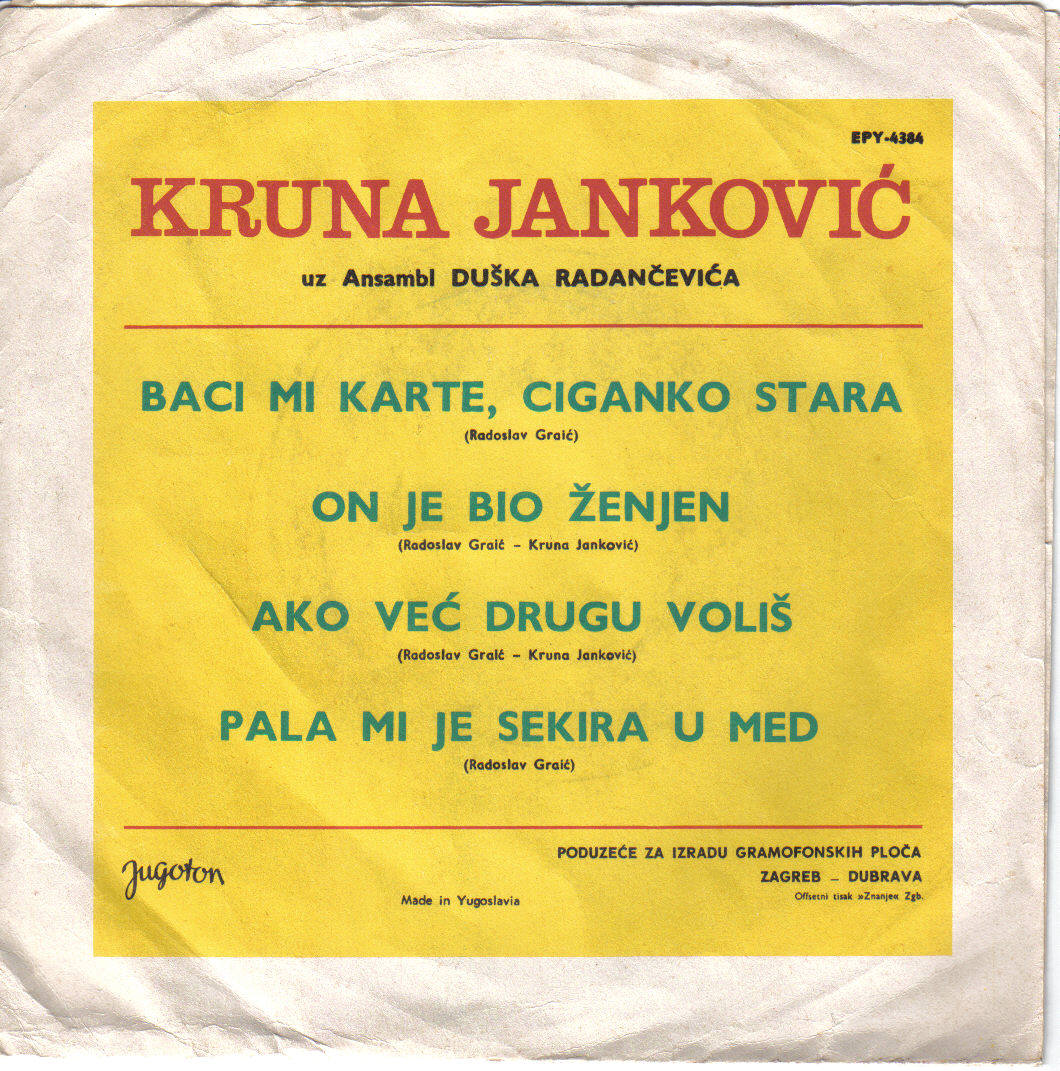 EPY-4384
KRUNA JANKOVIĆ
uz Ansambl DUŠKA RADANČEVIĆA
BACI MI KARTE, CIGANKO STARA
(Radoslav Graić)
ON JE BIO ŽENJEN
(Radoslav Graić – Kruna Janković)
AKO VEĆ DRUGU VOLIŠ
(Radoslav Graić – Kruna Janković)
PALA MI JE SEKIRA U MED
(Radoslav Graić)
Jugoton
Made in Yugoslavia
PODUZEĆE ZA IZRADU GRAMOFONSKIH PLOČA
ZAGREB – DUBRAVA
Offsetni tisak »Znanje« Zgb.